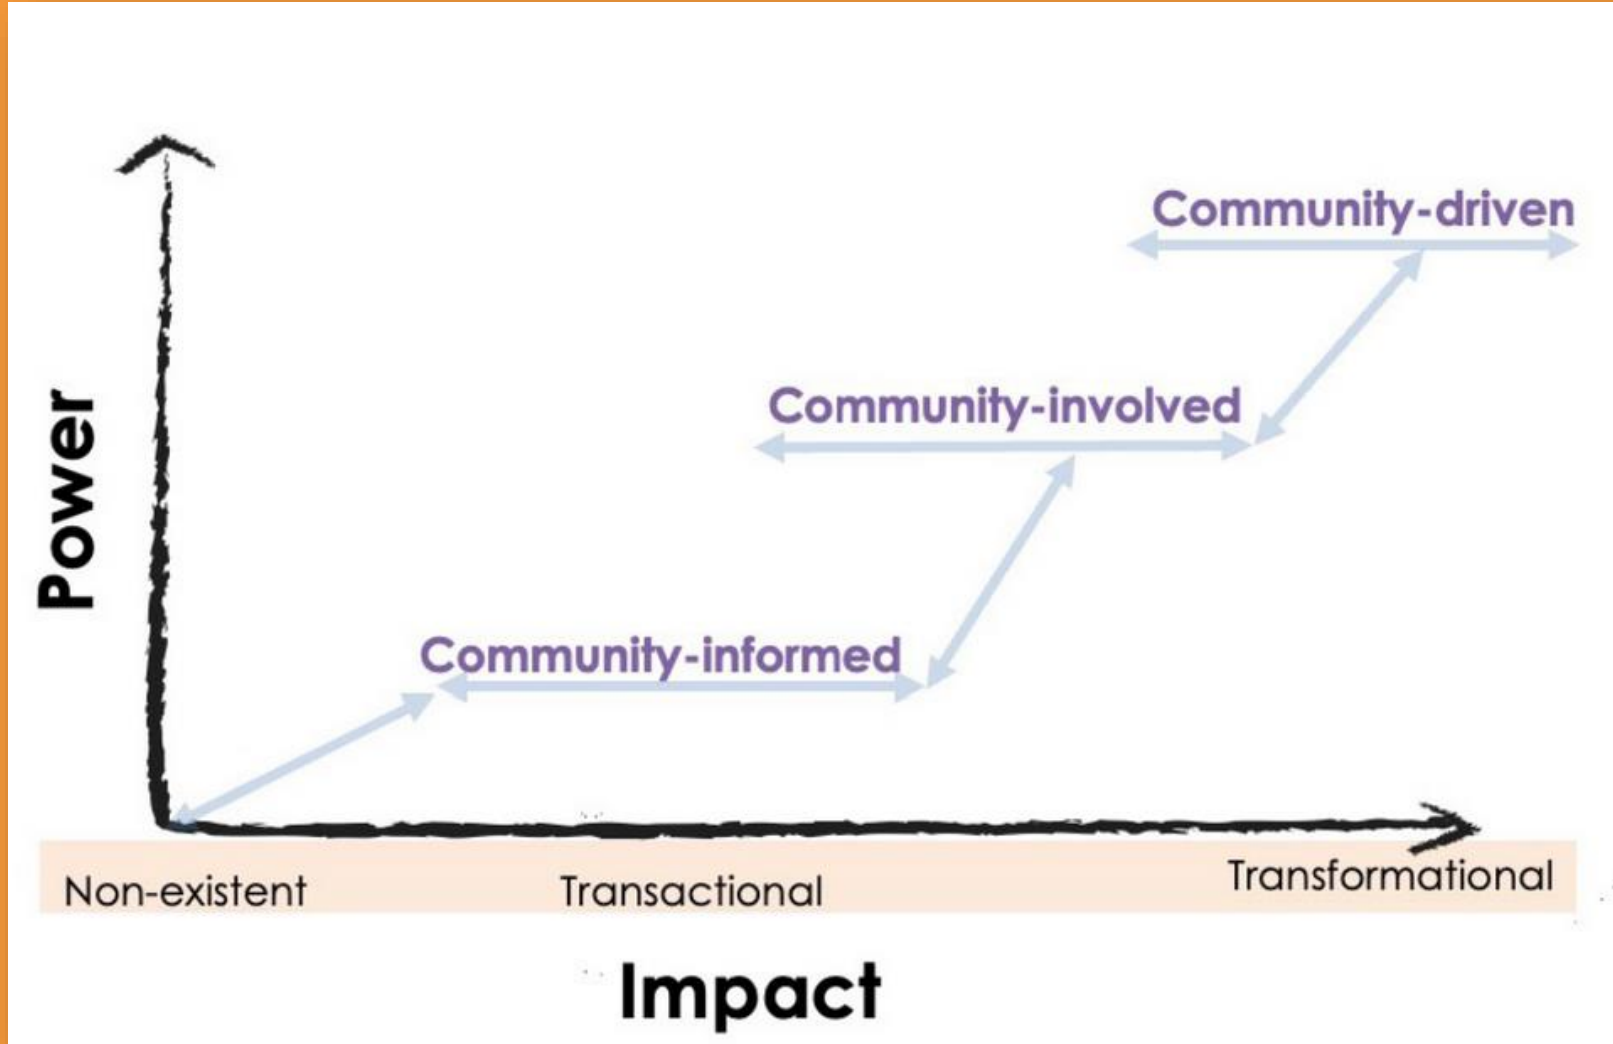 Power
Community-driven
Community-involved
Community-informed
Non-existent
Transactional
Transformational
Impact